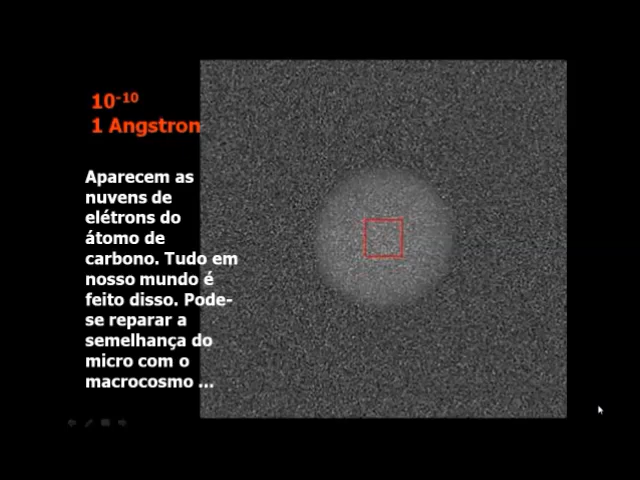 10-10
1 Angstron
Aparecem as
nuvens de
elétrons do
átomo de
carbono. Tudo em
nosso mundo é
feito disso. Pode-
se reparar a
semelhança do
micro com o
macrocosmo ...